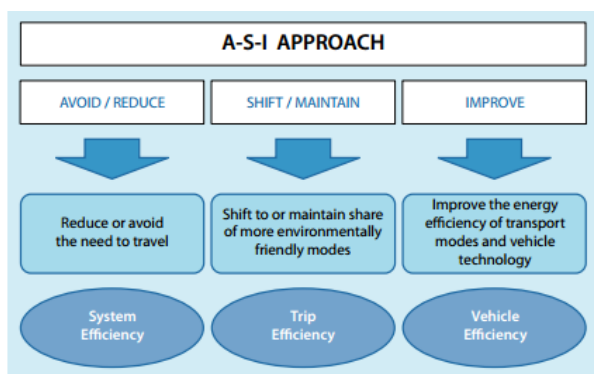 A-S-I APPROACH
AVOID / REDUCE
SHIFT / MAINTAIN
IMPROVE
Reduce or avoid
the need to travel
Shift to or maintain share
of more environmentally
friendly modes
Improve the energy
efficiency of transport
modes and vehicle
technology
System
Efficiency
Trip
Efficiency
Vehicle
Efficiency